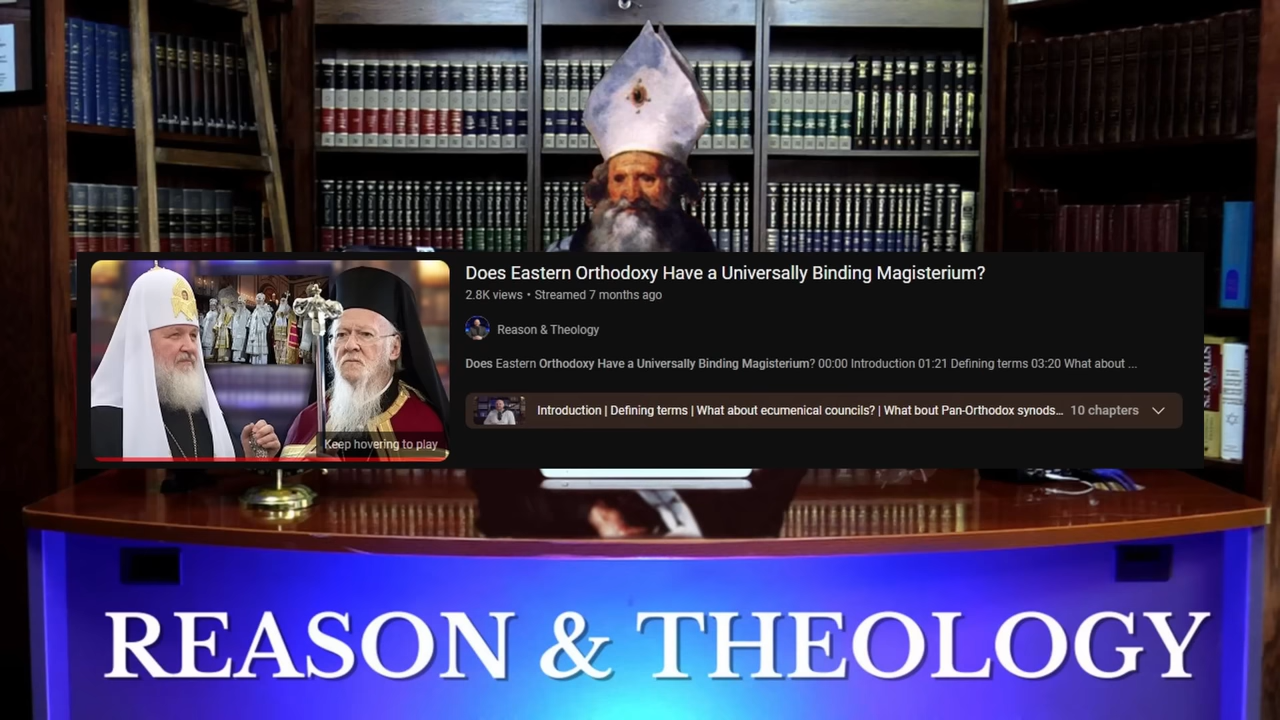 Does Eastern Orthodoxy Have a Universally Binding Magisterium?
2.8K views • Streamed 7 months ago
Reason & Theology
Does Eastern Orthodoxy Have a Universally Binding Magisterium? 00:00 Introduction 01:21 Defining terms 03:20 What about ...
Keep hovering to play
Introduction | Defining terms | What about ecumenical councils? | What bout Pan-Orthodox synods... 10 chapters
REASON & THEOLOGY